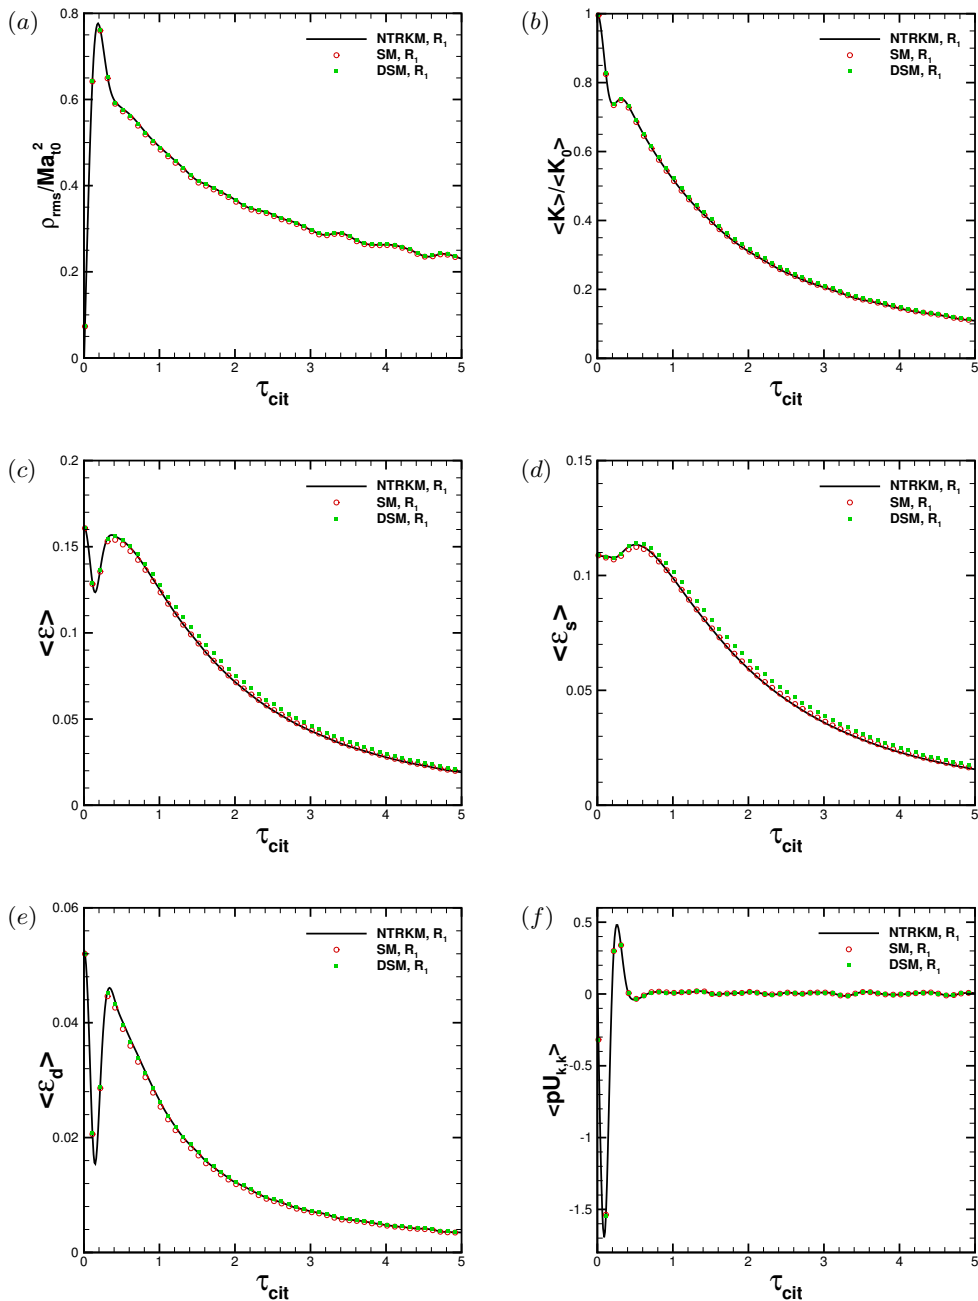 (a)
0.8
0.6
0.4
0.2
0
ρrms/Ma²t0
NTRKM, R₁
SM, R₁
DSM, R₁
0 1 2 3 4 5
τcit
(b)
1
0.8
0.6
0.4
0.2
0
<K>/<K₀>
NTRKM, R₁
SM, R₁
DSM, R₁
0 1 2 3 4 5
τcit
(c)
0.2
0.15
0.1
0.05
0
<ε>
NTRKM, R₁
SM, R₁
DSM, R₁
0 1 2 3 4 5
τcit
(d)
0.15
0.1
0.05
0
<εs>
NTRKM, R₁
SM, R₁
DSM, R₁
0 1 2 3 4 5
τcit
(e)
0.06
0.04
0.02
0
<εd>
NTRKM, R₁
SM, R₁
DSM, R₁
0 1 2 3 4 5
τcit
(f)
0.5
0
-0.5
-1
-1.5
<pUk,k>
NTRKM, R₁
SM, R₁
DSM, R₁
0 1 2 3 4 5
τcit